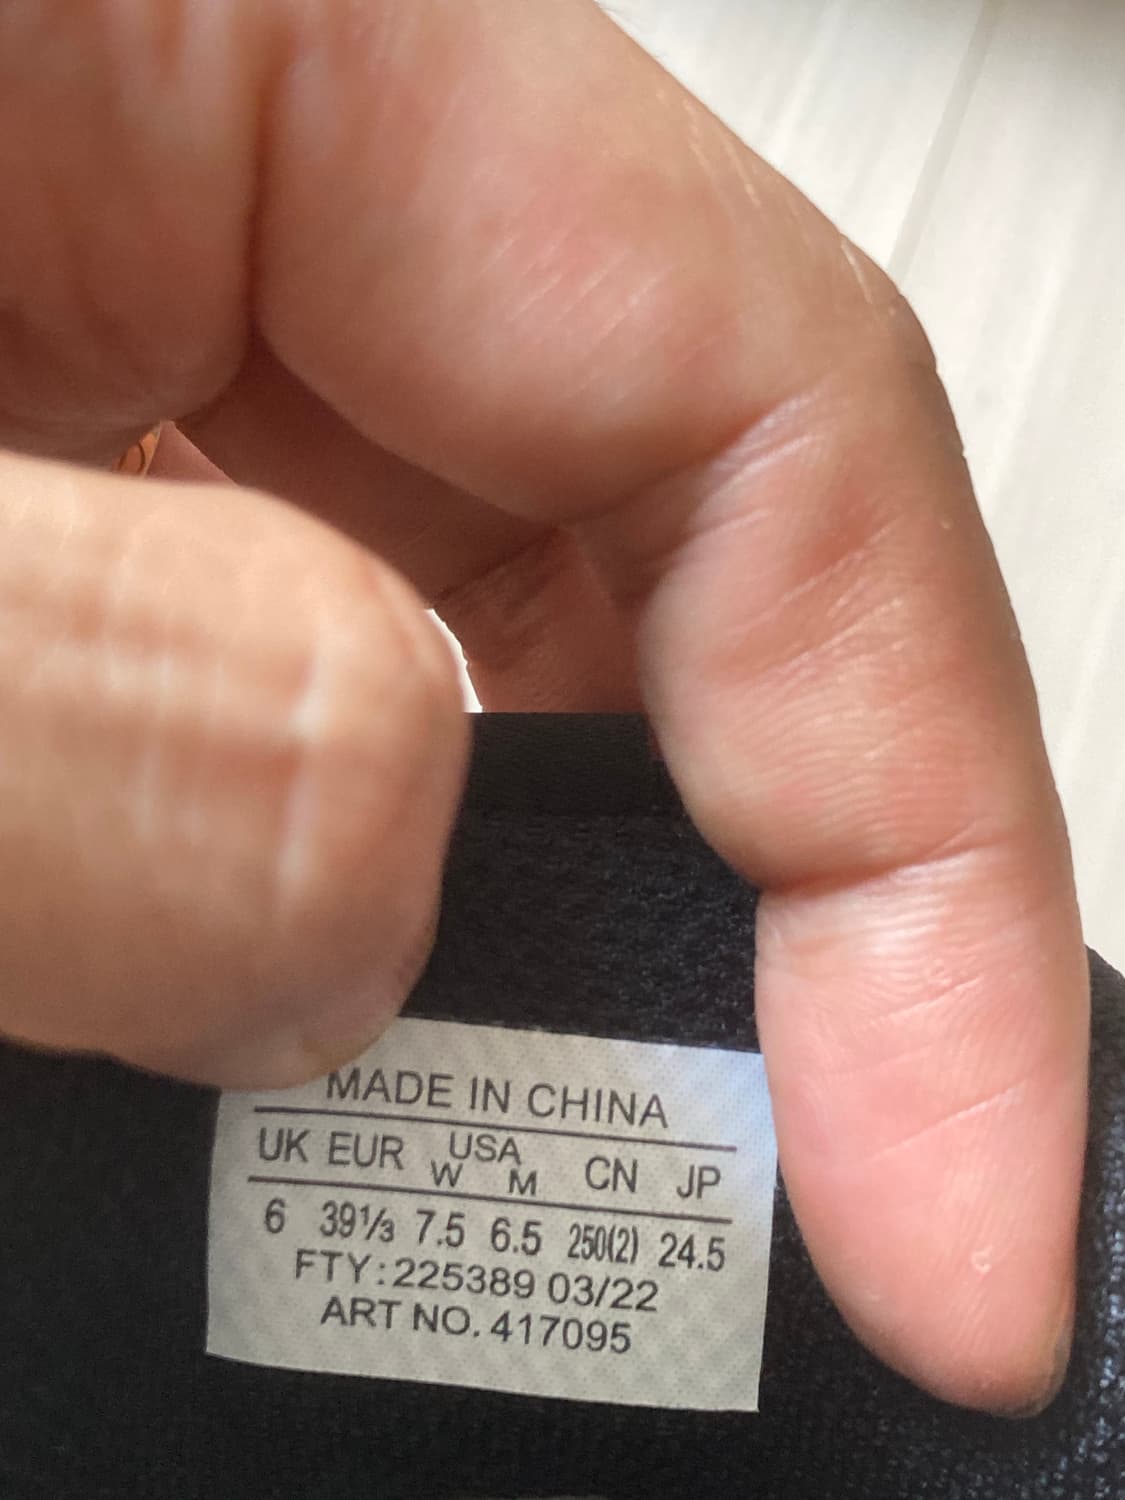 MADE IN CHINA
UK EUR USA CN JP
W M
6 39⅓ 7.5 6.5 250(2) 24.5
FTY:225389 03/22
ART NO. 417095